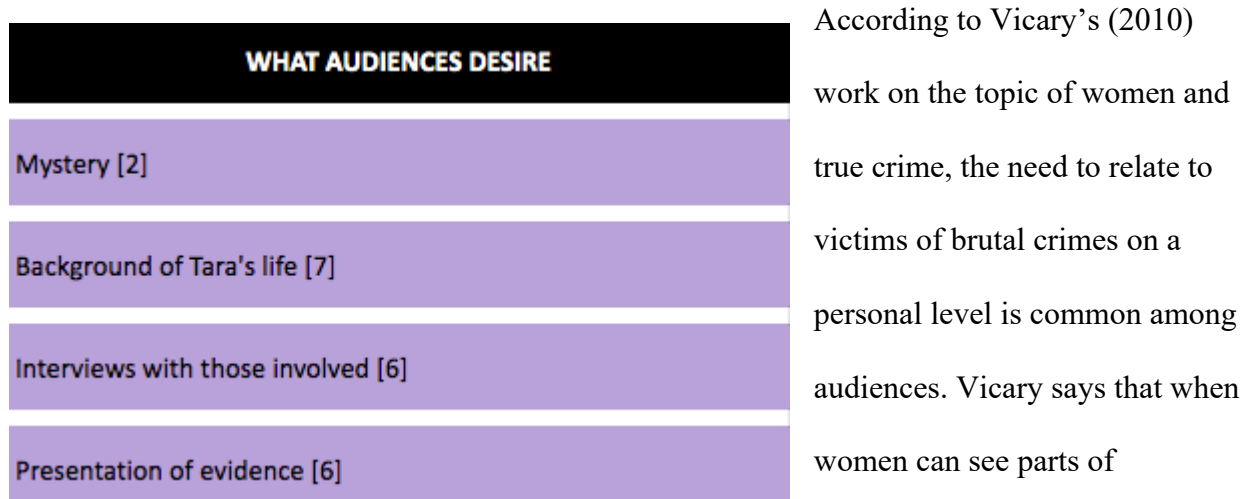 WHAT AUDIENCES DESIRE
Mystery [2]
Background of Tara's life [7]
Interviews with those involved [6]
Presentation of evidence [6]
According to Vicary’s (2010)
work on the topic of women and
true crime, the need to relate to
victims of brutal crimes on a
personal level is common among
audiences. Vicary says that when
women can see parts of